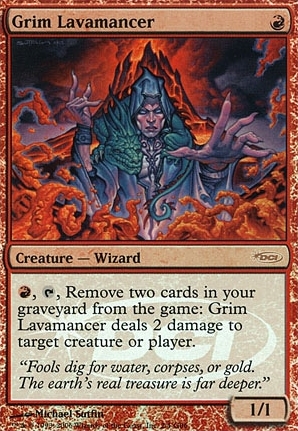 Grim Lavamancer
Creature — Wizard
DCI
, , Remove two cards in your
graveyard from the game: Grim
Lavamancer deals 2 damage to
target creature or player.
"Fools dig for water, corpses, or gold.
The earth's real treasure is far deeper."
Michael Sutfin
1/1